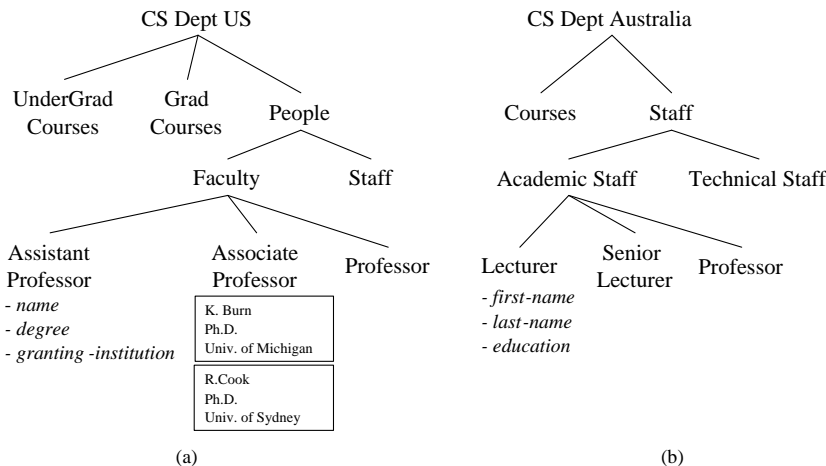 CS Dept US
UnderGrad
Courses
Grad
Courses
People
Faculty
Staff
Assistant
Professor
- name
- degree
- granting -institution
Associate
Professor
K. Burn
Ph.D.
Univ. of Michigan
R.Cook
Ph.D.
Univ. of Sydney
Professor
(a)
CS Dept Australia
Courses
Staff
Academic Staff
Technical Staff
Lecturer
- first-name
- last-name
- education
Senior
Lecturer
Professor
(b)